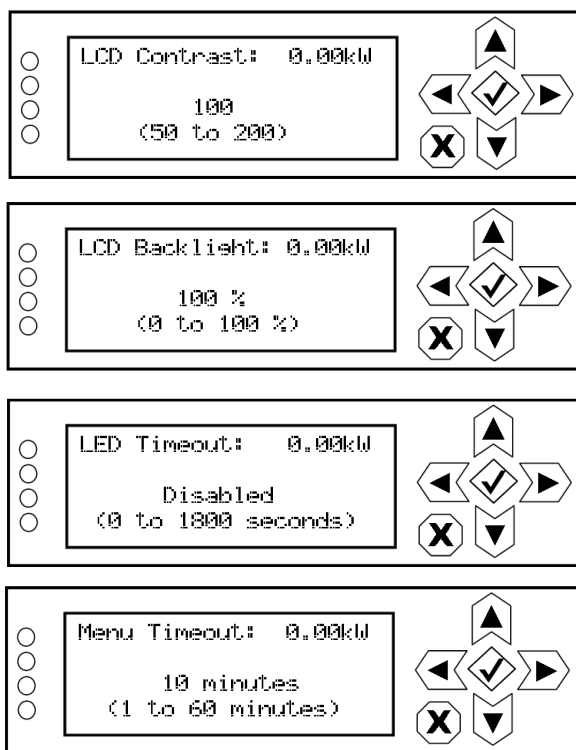 LCD Contrast: 0.00kW
100
(50 to 200)
X
LCD Backlight: 0.00kW
100 %
(0 to 100 %)
X
LED Timeout: 0.00kW
Disabled
(0 to 1800 seconds)
X
Menu Timeout: 0.00kW
10 minutes
(1 to 60 minutes)
X